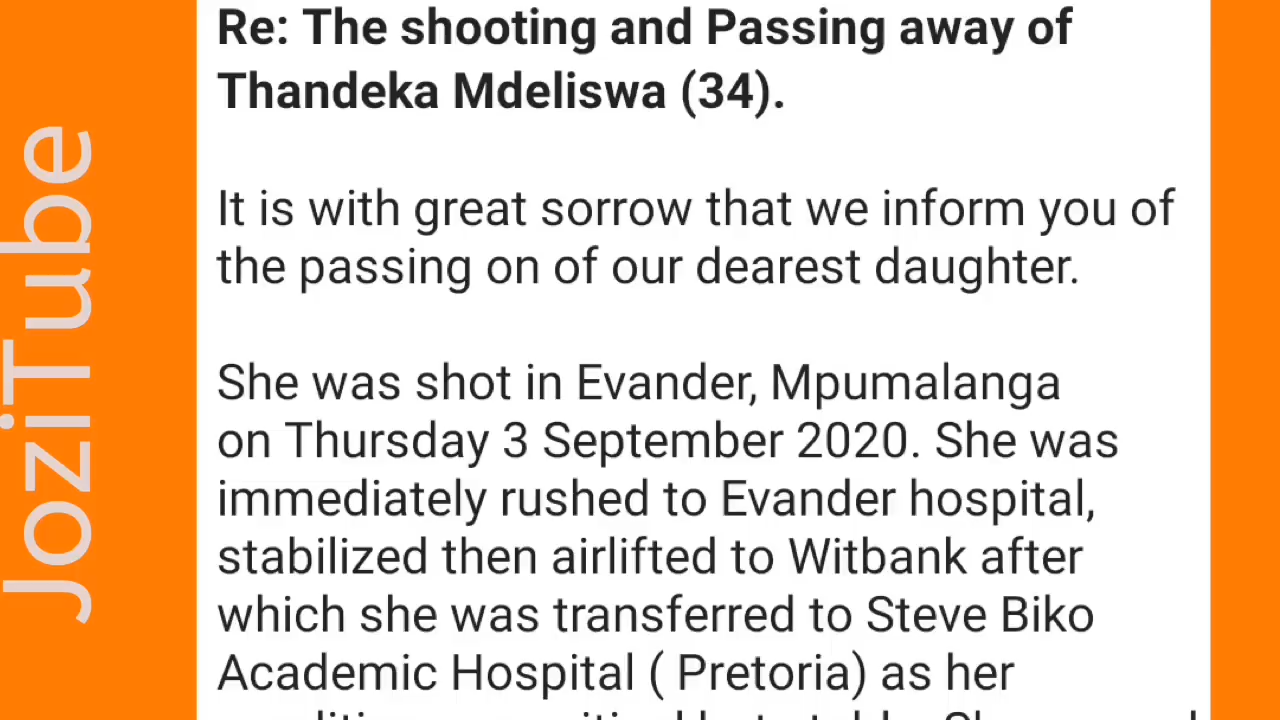 Re: The shooting and Passing away of
Thandeka Mdeliswa (34).
It is with great sorrow that we inform you of
the passing on of our dearest daughter.
She was shot in Evander, Mpumalanga
on Thursday 3 September 2020. She was
immediately rushed to Evander hospital,
stabilized then airlifted to Witbank after
which she was transferred to Steve Biko
Academic Hospital ( Pretoria) as her
JoziTube